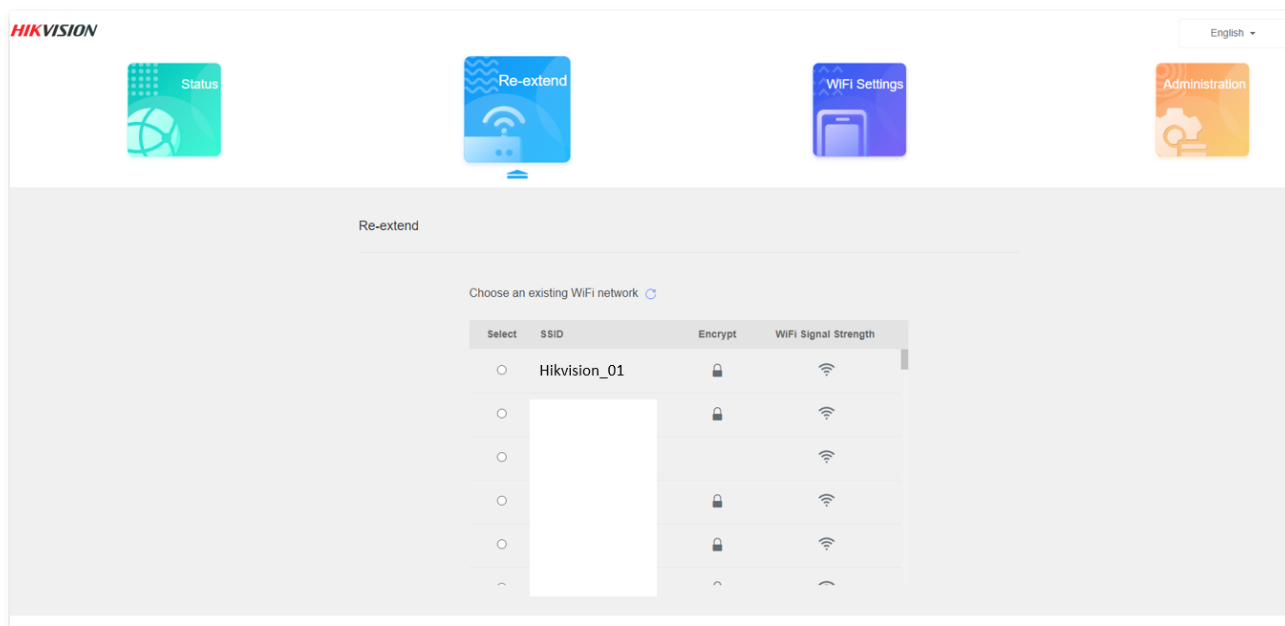 HIKVISION
English
Status
Re-extend
WiFi Settings
Administration
Re-extend
Choose an existing WiFi network
Select SSID Encrypt WiFi Signal Strength
Hikvision_01